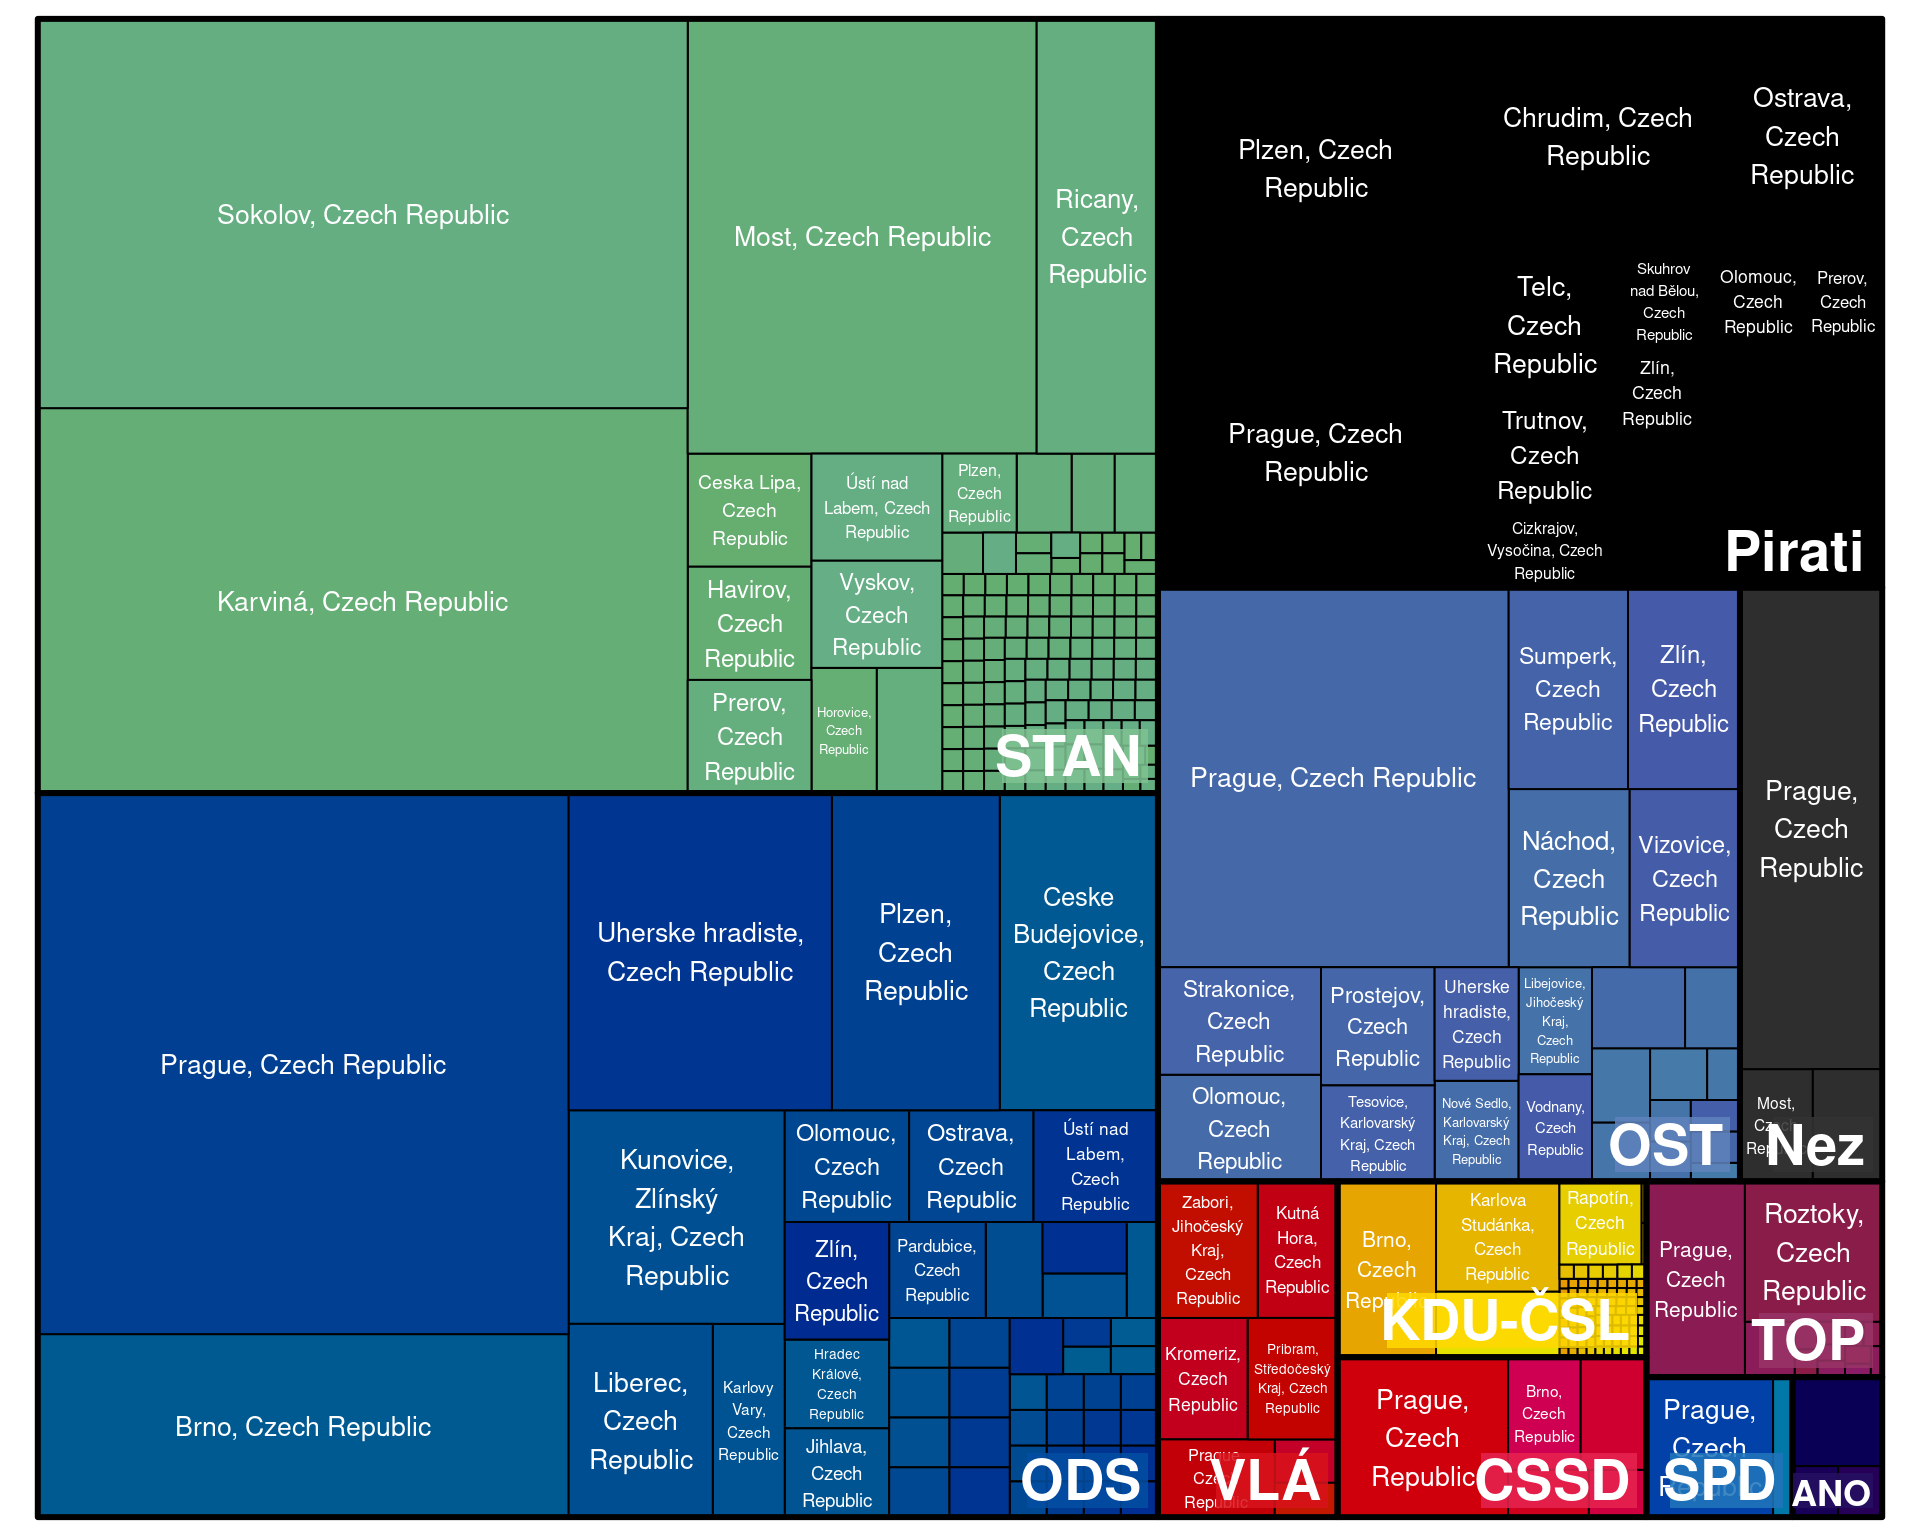 Sokolov, Czech Republic
Karviná, Czech Republic
Most, Czech Republic
Ricany,
Czech
Republic
Ceska Lipa,
Czech
Republic
Ústí nad
Labem, Czech
Republic
Plzen,
Czech
Republic
Havirov,
Czech
Republic
Vyskov,
Czech
Republic
Prerov,
Czech
Republic
Horovice,
Czech
Republic
STAN
Plzen, Czech
Republic
Chrudim, Czech
Republic
Ostrava,
Czech
Republic
Prague, Czech
Republic
Telc,
Czech
Republic
Skuhrov
nad Bělou,
Czech
Republic
Olomouc,
Czech
Republic
Prerov,
Czech
Republic
Zlín,
Czech
Republic
Trutnov,
Czech
Republic
Cizkrajov,
Vysočina, Czech
Republic
Pirati
Prague, Czech Republic
Brno, Czech Republic
Uherske hradiste,
Czech Republic
Plzen,
Czech
Republic
Ceske
Budejovice,
Czech
Republic
Kunovice,
Zlínský
Kraj, Czech
Republic
Olomouc,
Czech
Republic
Ostrava,
Czech
Republic
Ústí nad
Labem,
Czech
Republic
Zlín,
Czech
Republic
Pardubice,
Czech
Republic
Liberec,
Czech
Republic
Karlovy
Vary,
Czech
Republic
Hradec
Králové,
Czech
Republic
Jihlava,
Czech
Republic
ODS
Prague, Czech Republic
Sumperk,
Czech
Republic
Zlín,
Czech
Republic
Náchod,
Czech
Republic
Vizovice,
Czech
Republic
Strakonice,
Czech
Republic
Prostejov,
Czech
Republic
Uherske
hradiste,
Czech
Republic
Libejovice,
Jihočeský
Kraj,
Czech
Republic
Olomouc,
Czech
Republic
Tesovice,
Karlovarský
Kraj, Czech
Republic
Nové Sedlo,
Karlovarský
Kraj, Czech
Republic
Vodnany,
Czech
Republic
OST
Prague,
Czech
Republic
Most,
Czech
Republic
Nez
Zabori,
Jihočeský
Kraj,
Czech
Republic
Kutná
Hora,
Czech
Republic
Kromeriz,
Czech
Republic
Pribram,
Středočeský
Kraj, Czech
Republic
Prague,
Czech
Republic
VLÁ
Brno,
Czech
Republic
Karlova
Studánka,
Czech
Republic
Rapotín,
Czech
Republic
KDU-ČSL
Prague,
Czech
Republic
Roztoky,
Czech
Republic
TOP
Prague,
Czech
Republic
Brno,
Czech
Republic
CSSD
Prague,
Czech
Republic
SPD
ANO